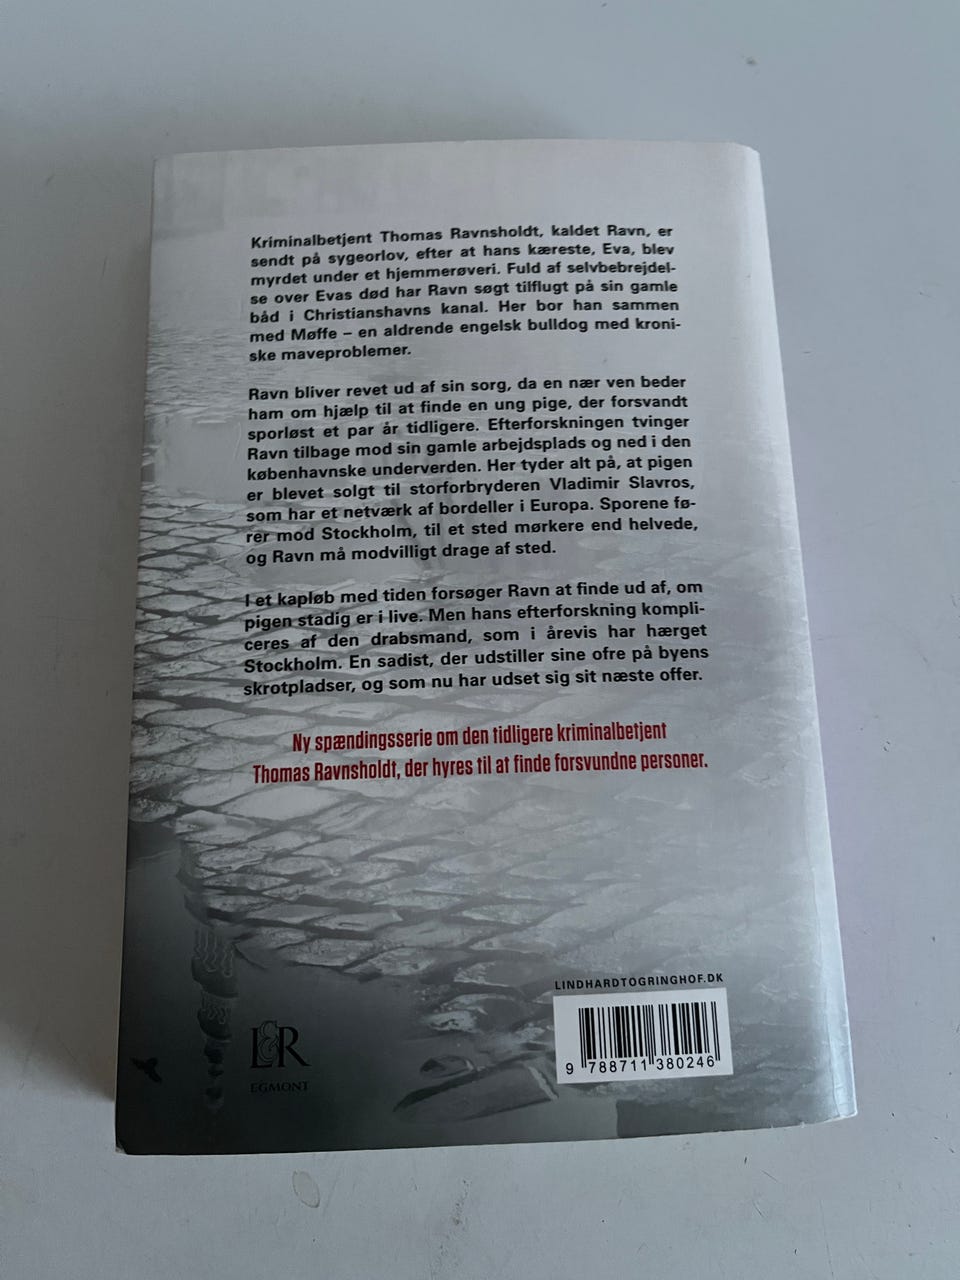 Kriminalbetjent Thomas Ravnsholdt, kaldet Ravn, er
sendt på sygeorlov, efter at hans kæreste, Eva, blev
myrdet under et hjemmerøveri. Fuld af selvbebrejdel-
se over Evas død har Ravn søgt tilflugt på sin gamle
båd i Christianshavns kanal. Her bor han sammen
med Møffe – en aldrende engelsk bulldog med kroni-
ske maveproblemer.
Ravn bliver revet ud af sin sorg, da en nær ven beder
ham om hjælp til at finde en ung pige, der forsvandt
sporløst et par år tidligere. Efterforskningen tvinger
Ravn tilbage mod sin gamle arbejdsplads og ned i den
københavnske underverden. Her tyder alt på, at pigen
er blevet solgt til storforbryderen Vladimir Slavros,
som har et netværk af bordeller i Europa. Sporene fø-
rer mod Stockholm, til et sted mørkere end helvede,
og Ravn må modvilligt drage af sted.
I et kapløb med tiden forsøger Ravn at finde ud af, om
pigen stadig er i live. Men hans efterforskning kompli-
ceres af den drabsmand, som i årevis har hærget
Stockholm. En sadist, der udstiller sine ofre på byens
skrotpladser, og som nu har udset sig sit næste offer.
Ny spændingsserie om den tidligere kriminalbetjent
Thomas Ravnsholdt, der hyres til at finde forsvundne personer.
LINDHARDTOGRINGHOF.DK
L&R
EGMONT
9 788711 380246